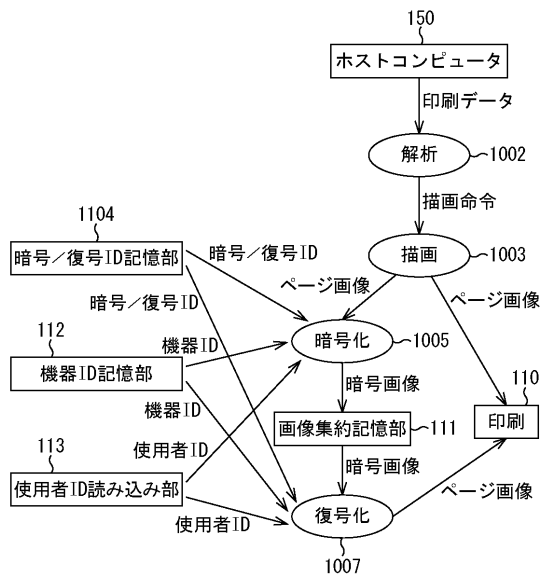 150
ホストコンピュータ
印刷データ
解析
1002
描画命令
1104
暗号/復号ID記憶部
暗号/復号ID
描画
1003
ページ画像
ページ画像
暗号/復号ID
112
機器ID記憶部
機器ID
暗号化
1005
110
印刷
機器ID
暗号画像
画像集約記憶部
111
113
使用者ID読み込み部
使用者ID
暗号画像
使用者ID
復号化
ページ画像
1007